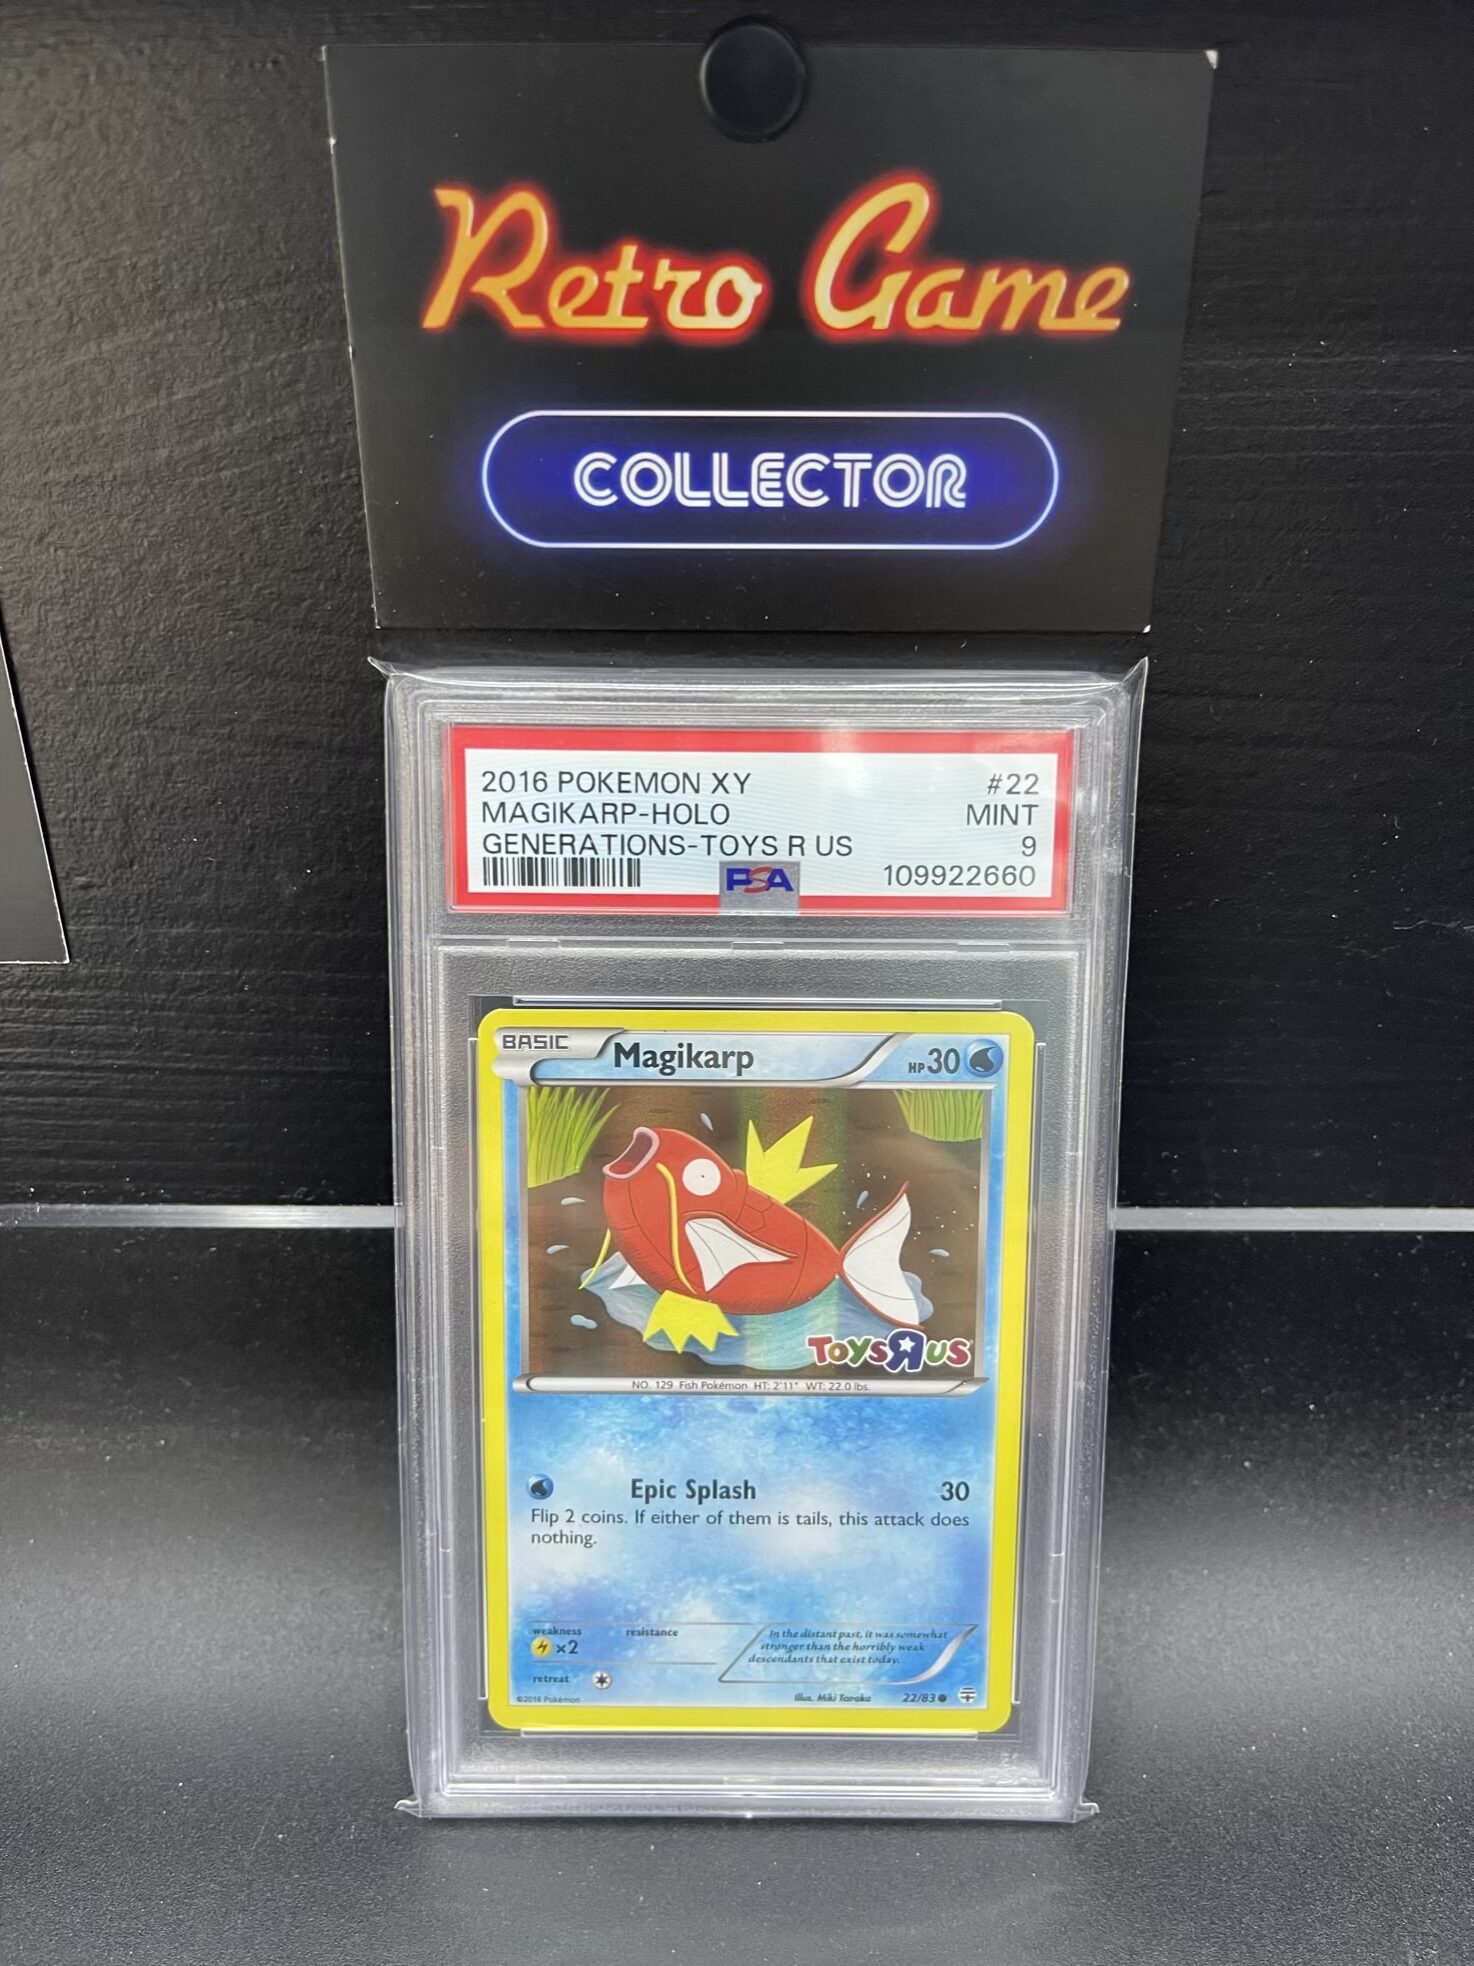 Retro Game
COLLECTOR
2016 POKEMON XY #22
MAGIKARP-HOLO MINT
GENERATIONS-TOYS R US 9
PSA 109922660
BASIC Magikarp HP30
ToysЯus
NO. 129 Fish Pokémon HT: 2'11" WT: 22.0 lbs.
Epic Splash 30
Flip 2 coins. If either of them is tails, this attack does
nothing.
weakness resistance
×2
In the distant past, it was somewhat
stronger than the horribly weak
descendants that exist today.
retreat
©2016 Pokémon Illus. Miki Tanaka 22/83